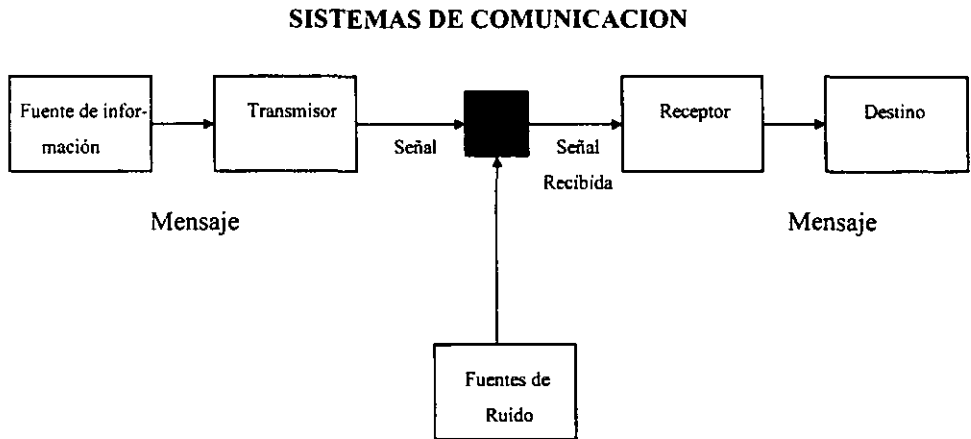 SISTEMAS DE COMUNICACION
Fuente de infor-
mación
Transmisor
Señal
Señal
Recibida
Receptor
Destino
Mensaje
Mensaje
Fuentes de
Ruido